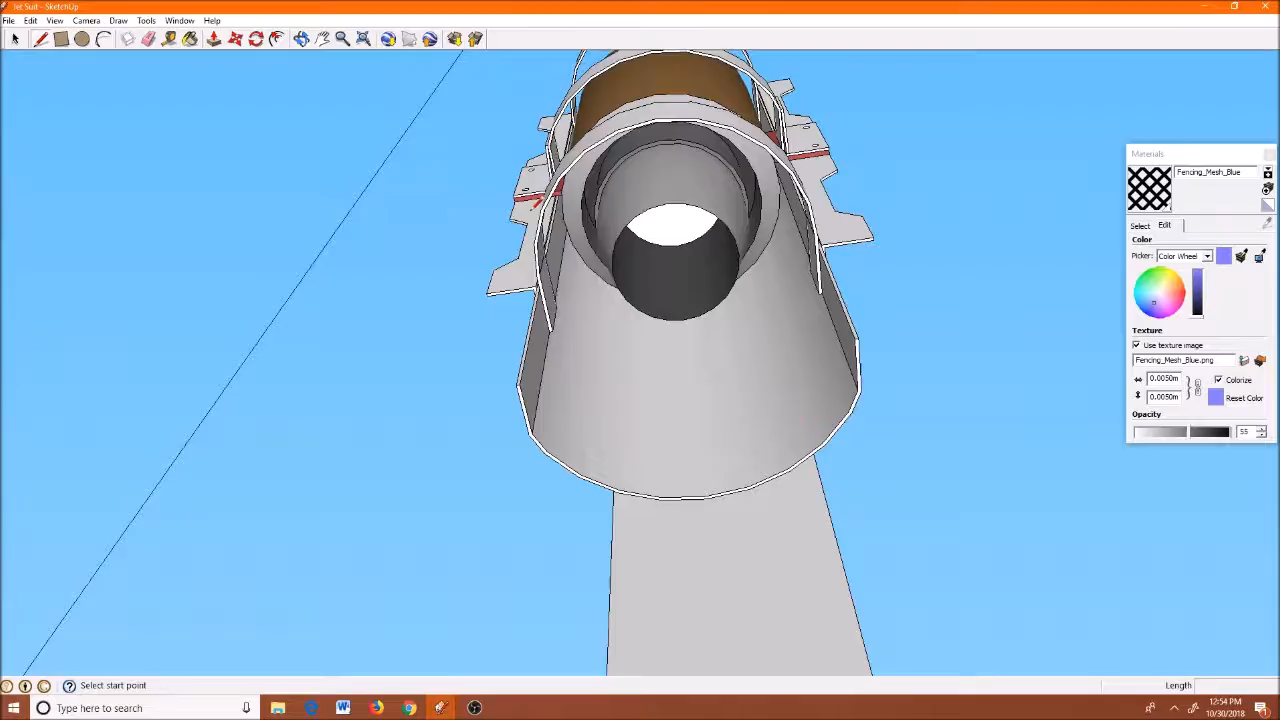 Jet Suit - SketchUp
File Edit View Camera Draw Tools Window Help
Materials
Fencing_Mesh_Blue
Select Edit
Color
Picker: Color Wheel
Texture
Use texture image
Fencing_Mesh_Blue.png
0.0050m Colorize
0.0050m Reset Color
Opacity
55
Select start point Length
Type here to search
12:54 PM
10/30/2018